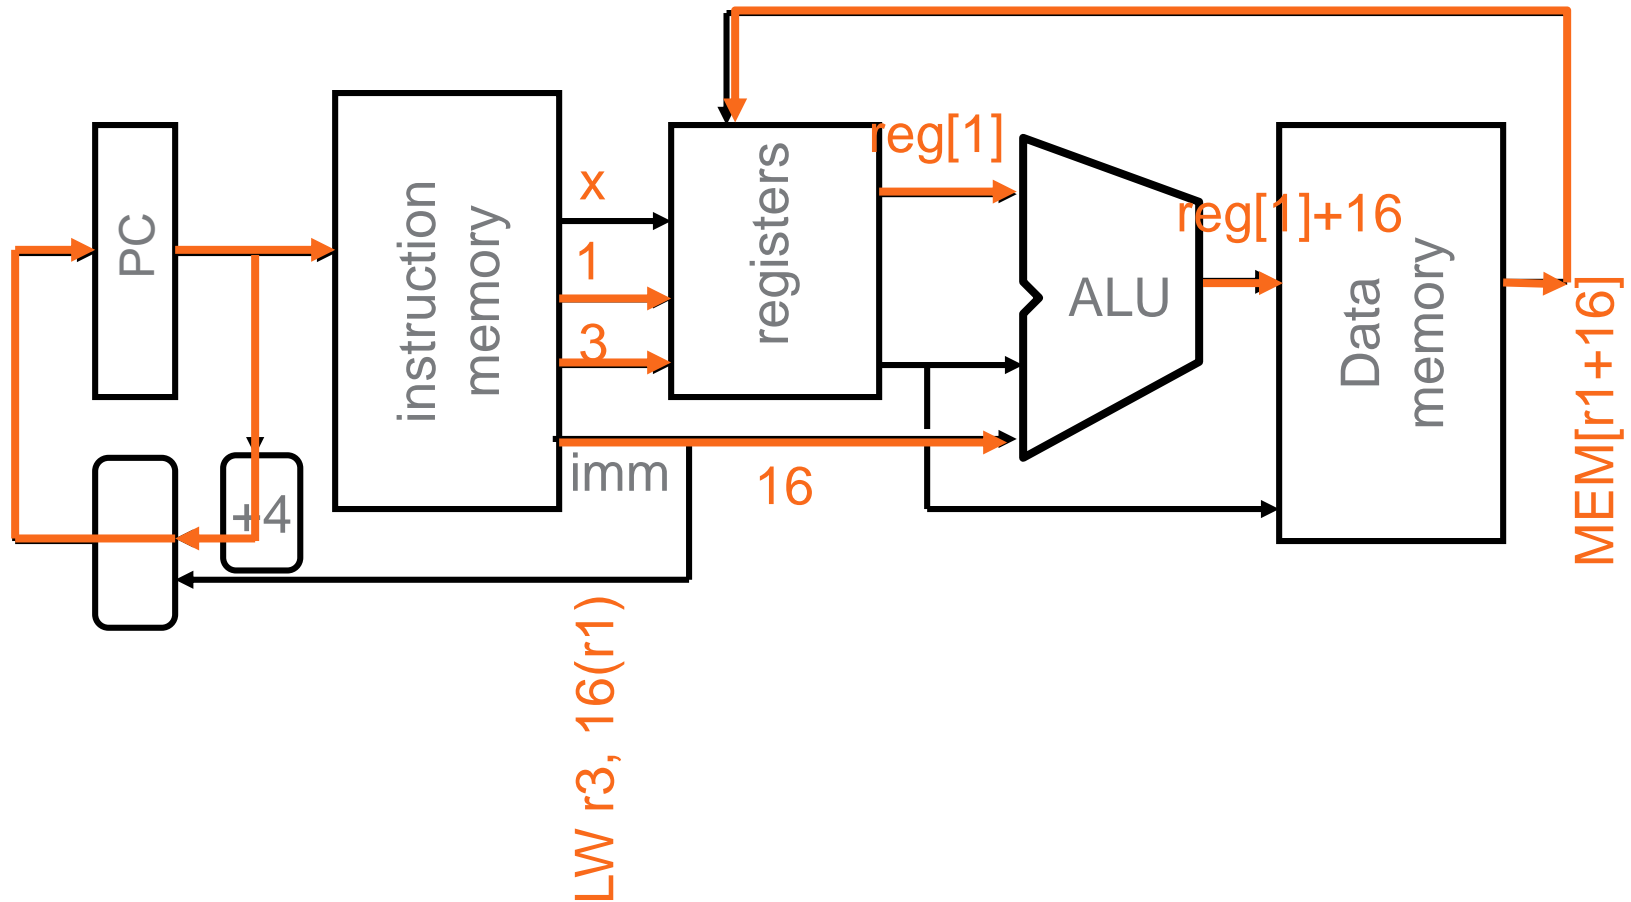 PC
+4
instruction
memory
x
1
3
imm
16
LW r3, 16(r1)
registers
reg[1]
ALU
reg[1]+16
Data
memory
MEM[r1+16]